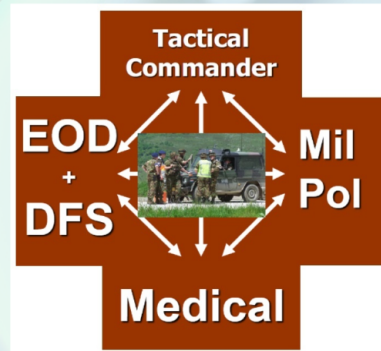 Tactical
Commander
EOD
+
DFS
Mil
Pol
Medical